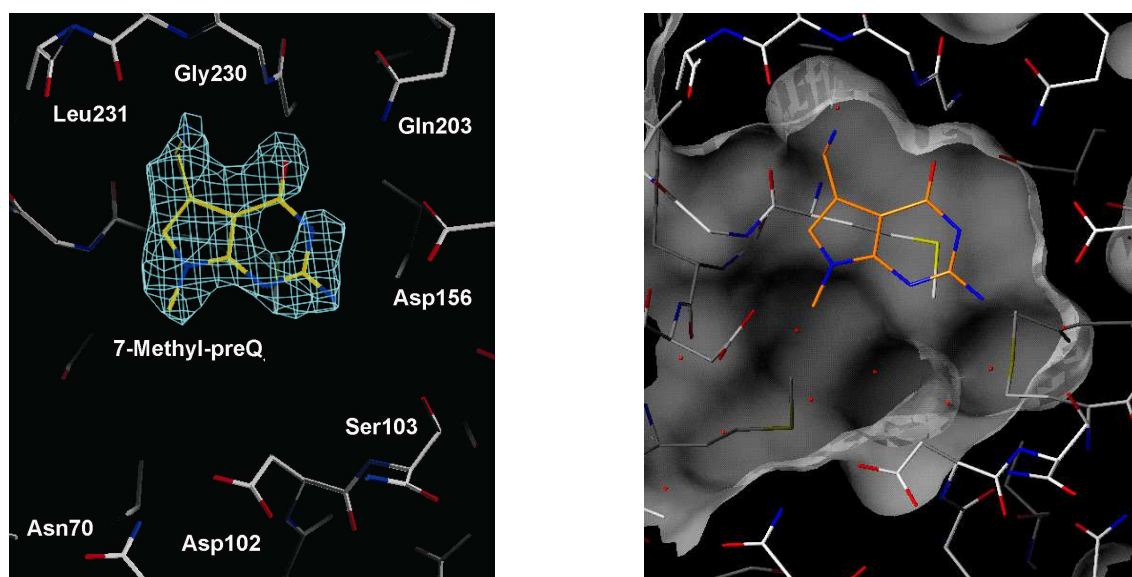 Gly230
Leu231
Gln203
Asp156
7-Methyl-preQ
Ser103
Asn70
Asp102